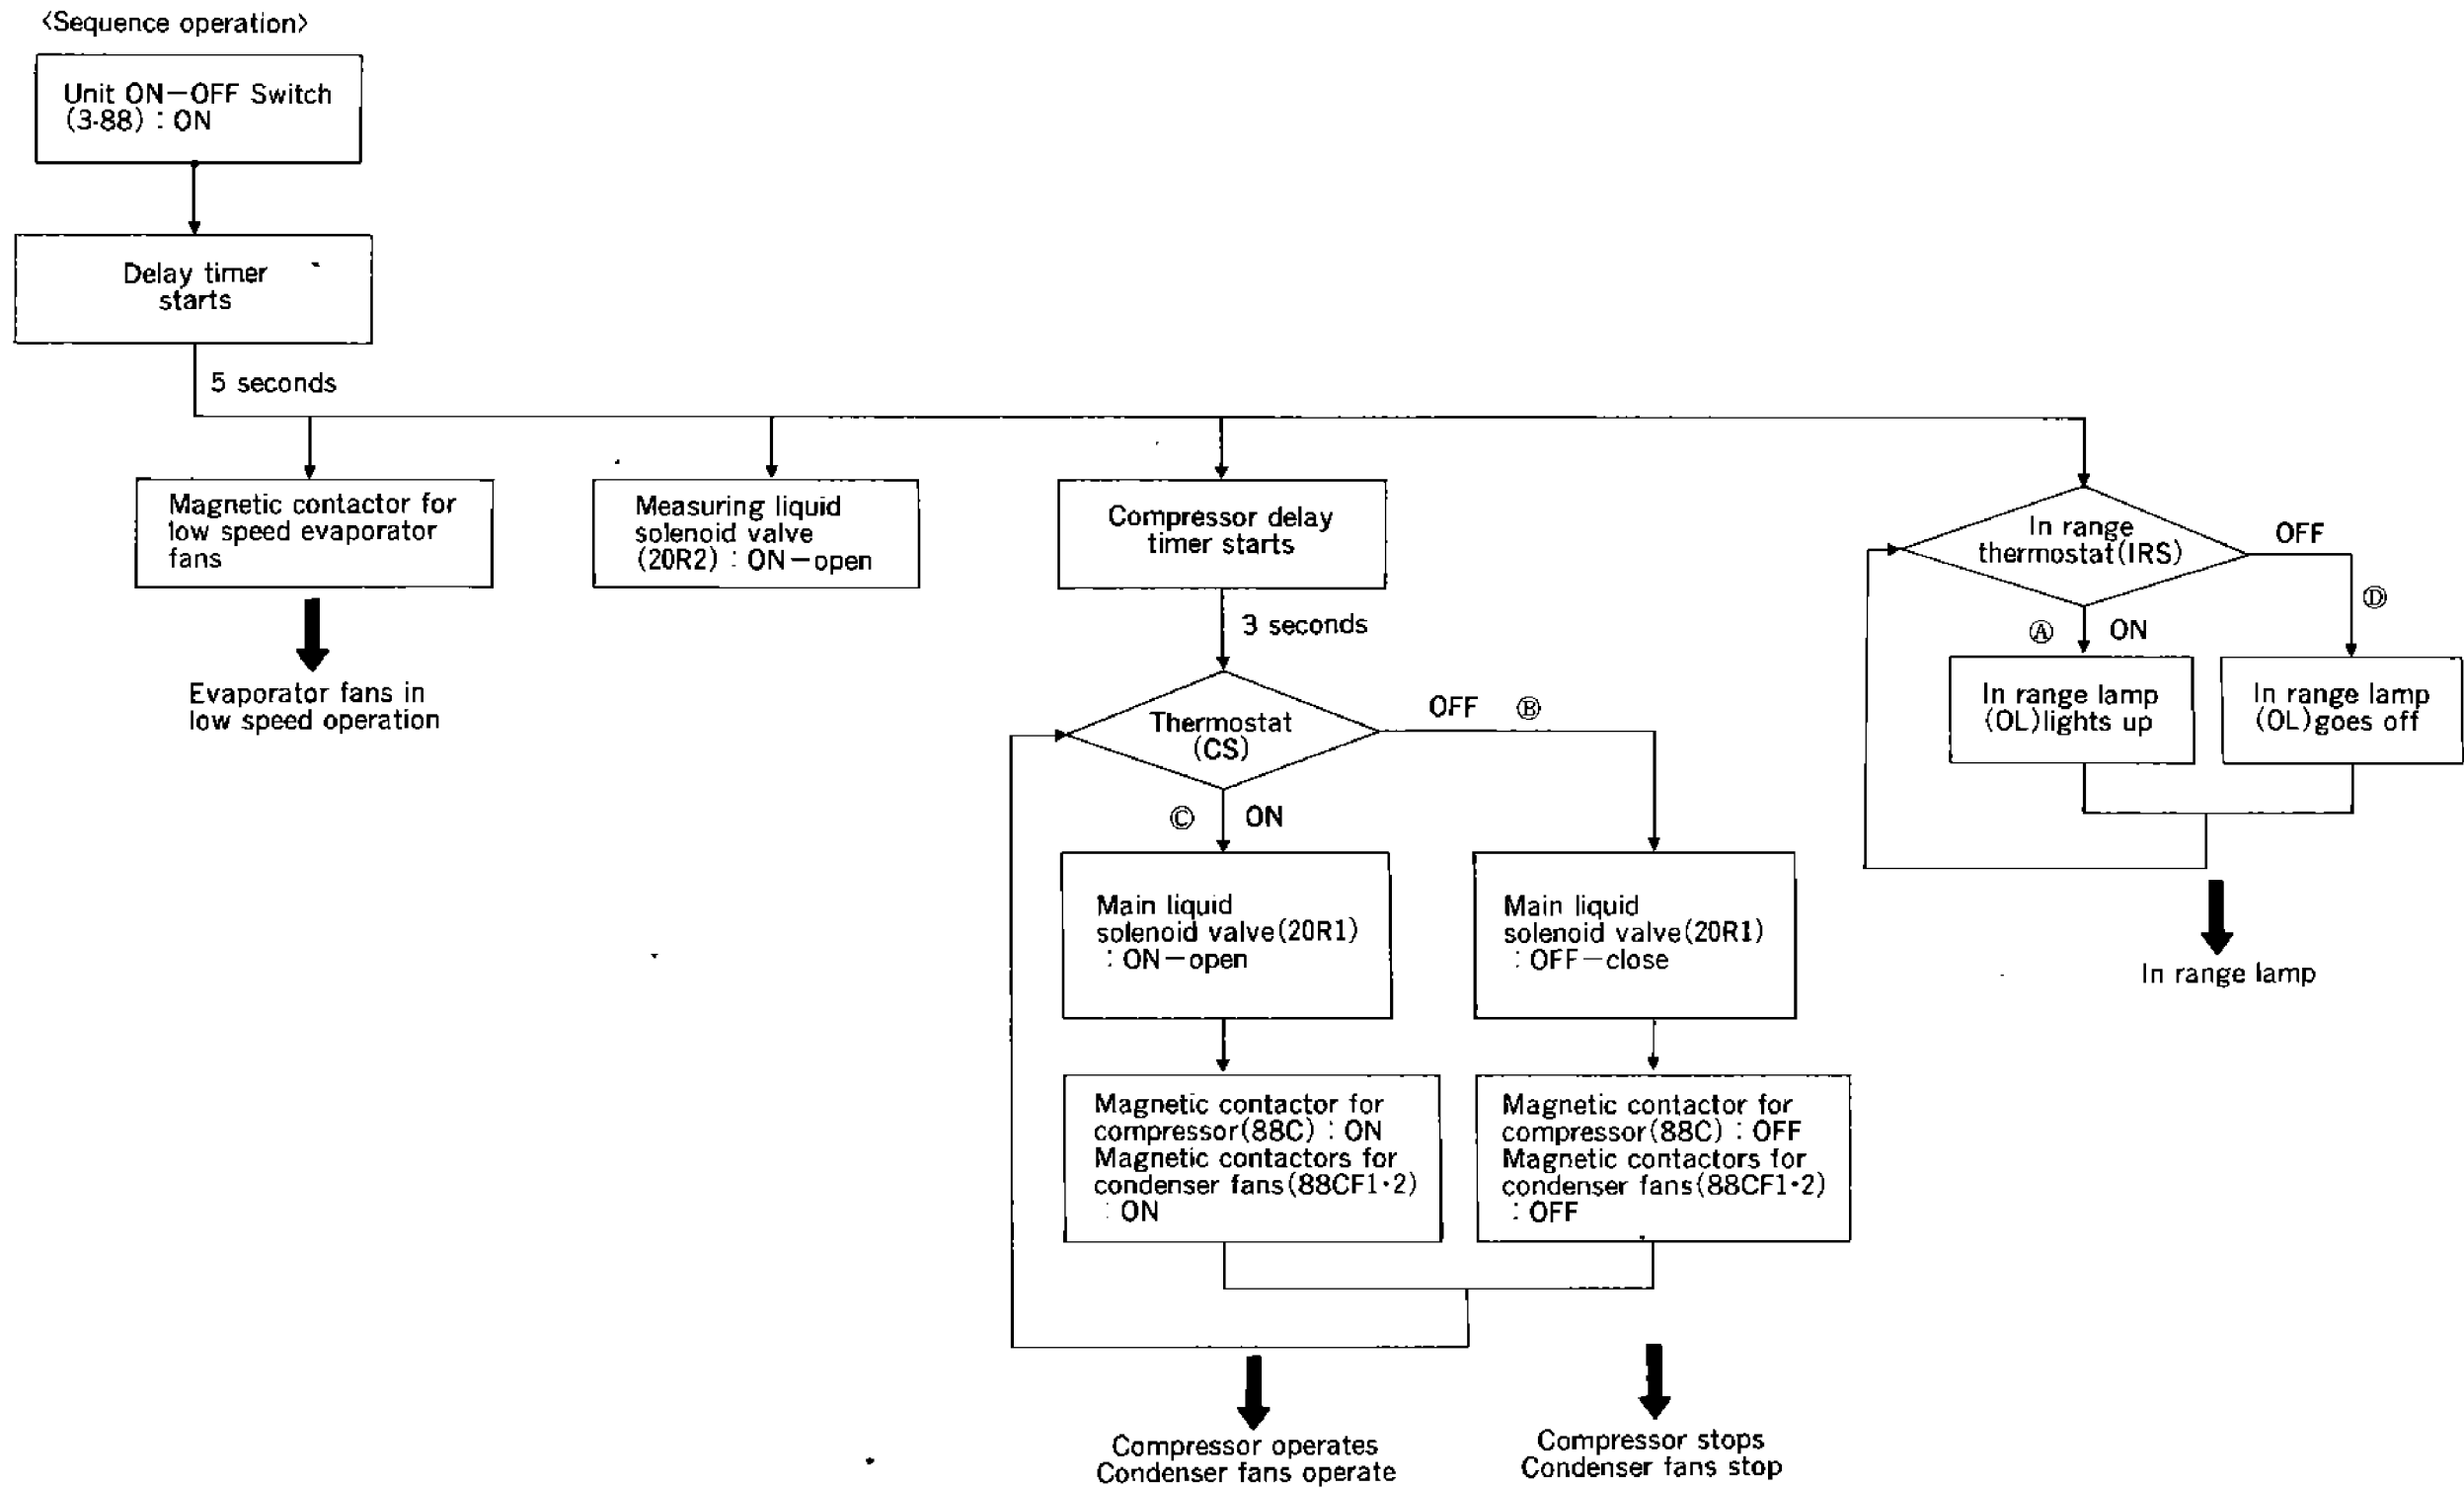 〈Sequence operation〉
Unit ON－OFF Switch
(3-88) : ON
Delay timer
starts
5 seconds
Magnetic contactor for
low speed evaporator
fans
Evaporator fans in
low speed operation
Measuring liquid
solenoid valve
(20R2) : ON－open
Compressor delay
timer starts
3 seconds
Thermostat
(CS)
OFF Ⓑ
Ⓒ ON
Main liquid
solenoid valve(20R1)
: ON－open
Magnetic contactor for
compressor(88C) : ON
Magnetic contactors for
condenser fans(88CF1·2)
: ON
Compressor operates
Condenser fans operate
Main liquid
solenoid valve(20R1)
: OFF－close
Magnetic contactor for
compressor(88C) : OFF
Magnetic contactors for
condenser fans(88CF1·2)
: OFF
Compressor stops
Condenser fans stop
In range
thermostat(IRS)
OFF
Ⓓ
Ⓐ ON
In range lamp
(OL)lights up
In range lamp
(OL)goes off
In range lamp